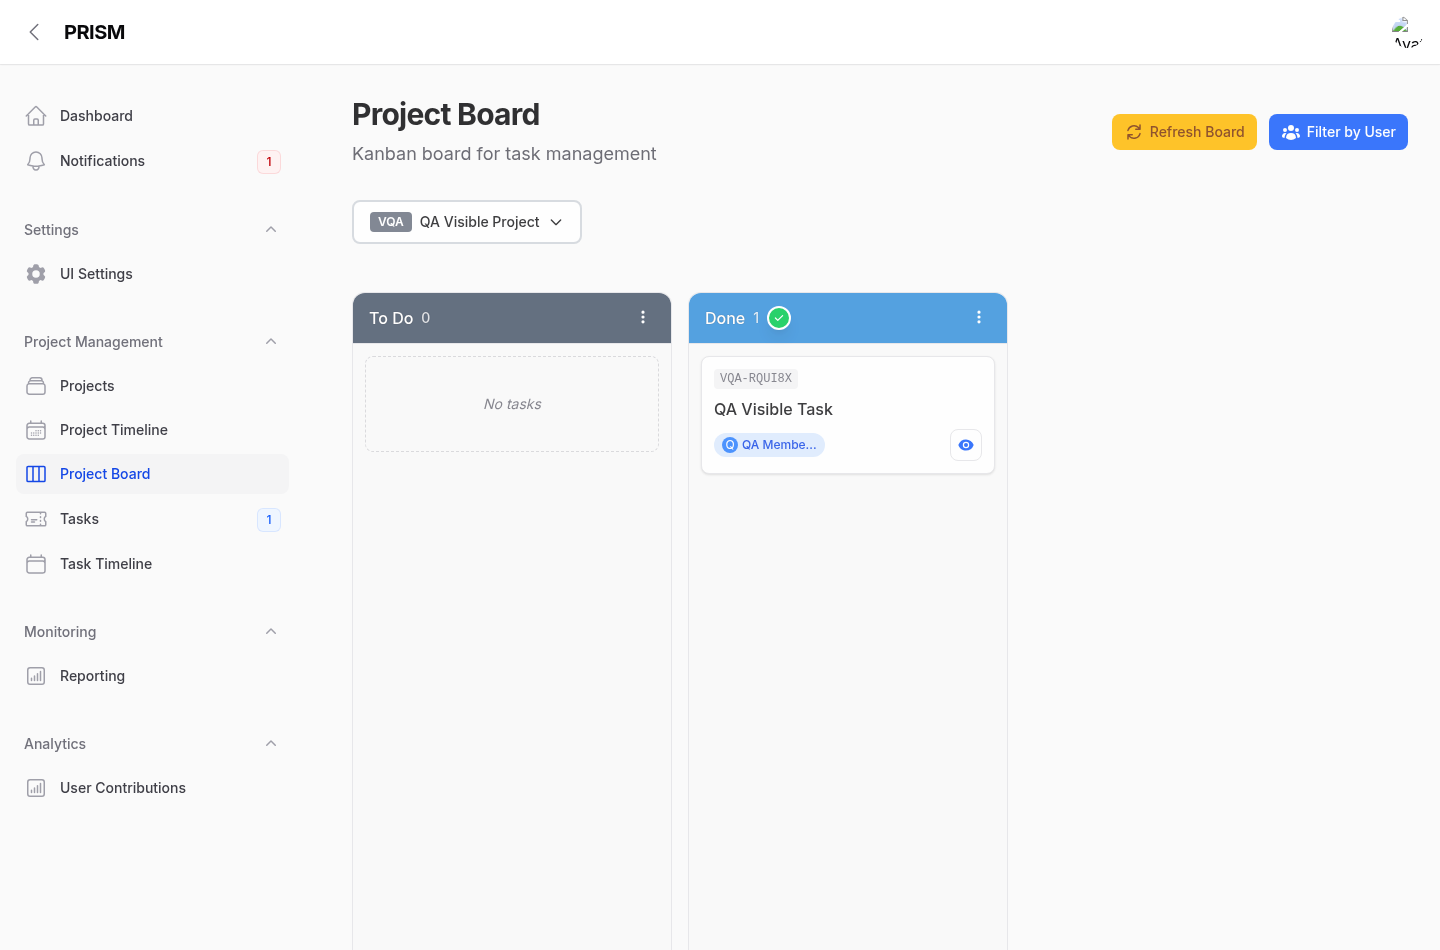 PRISM
Ava
Dashboard
Notifications
1
Settings
UI Settings
Project Management
Projects
Project Timeline
Project Board
Tasks
1
Task Timeline
Monitoring
Reporting
Analytics
User Contributions
Project Board
Kanban board for task management
Refresh Board
Filter by User
VQA QA Visible Project
To Do 0
No tasks
Done 1
VQA-RQUI8X
QA Visible Task
Q QA Membe...